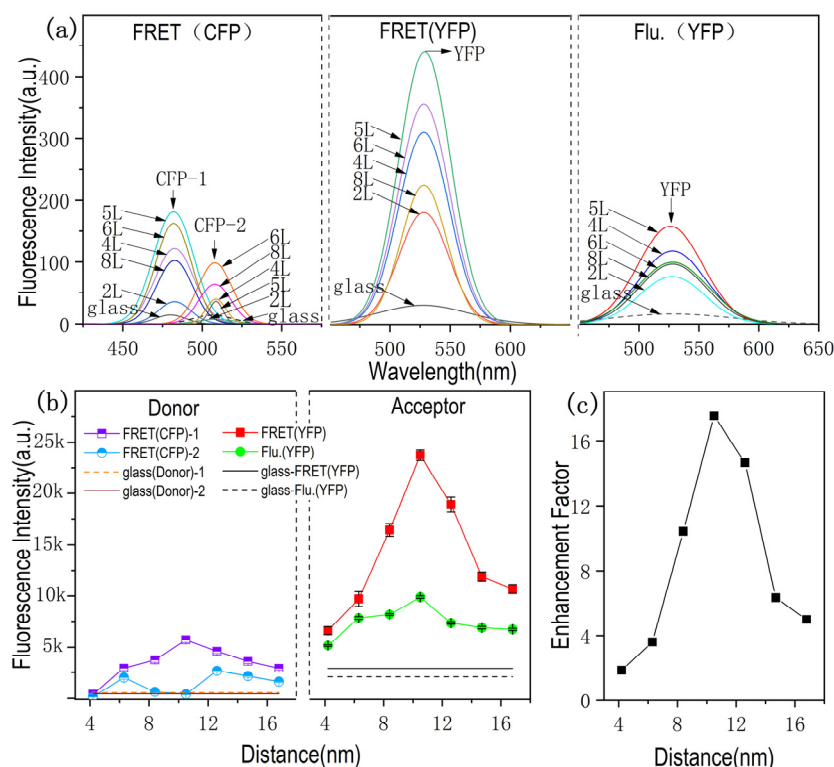 (a)
FRET（CFP）
FRET(YFP)
Flu.（YFP）
Fluorescence Intensity(a.u.)
400
300
200
100
0
CFP-1
CFP-2
5L
6L
4L
8L
2L
glass
6L
8L
4L
5L
2L
glass
YFP
5L
6L
4L
8L
2L
glass
YFP
5L
4L
6L
8L
2L
glass
450 500 550
500 550 600
500 550 600 650
Wavelength(nm)
(b)
Donor
Acceptor
Fluorescence Intensity(a.u.)
25k
20k
15k
10k
5k
FRET(CFP)-1
FRET(CFP)-2
glass(Donor)-1
glass(Donor)-2
FRET(YFP)
Flu.(YFP)
glass-FRET(YFP)
glass-Flu.(YFP)
4 8 12 16
4 8 12 16
Distance(nm)
(c)
Enhancement Factor
16
12
8
4
0
4 8 12 16
Distance(nm)